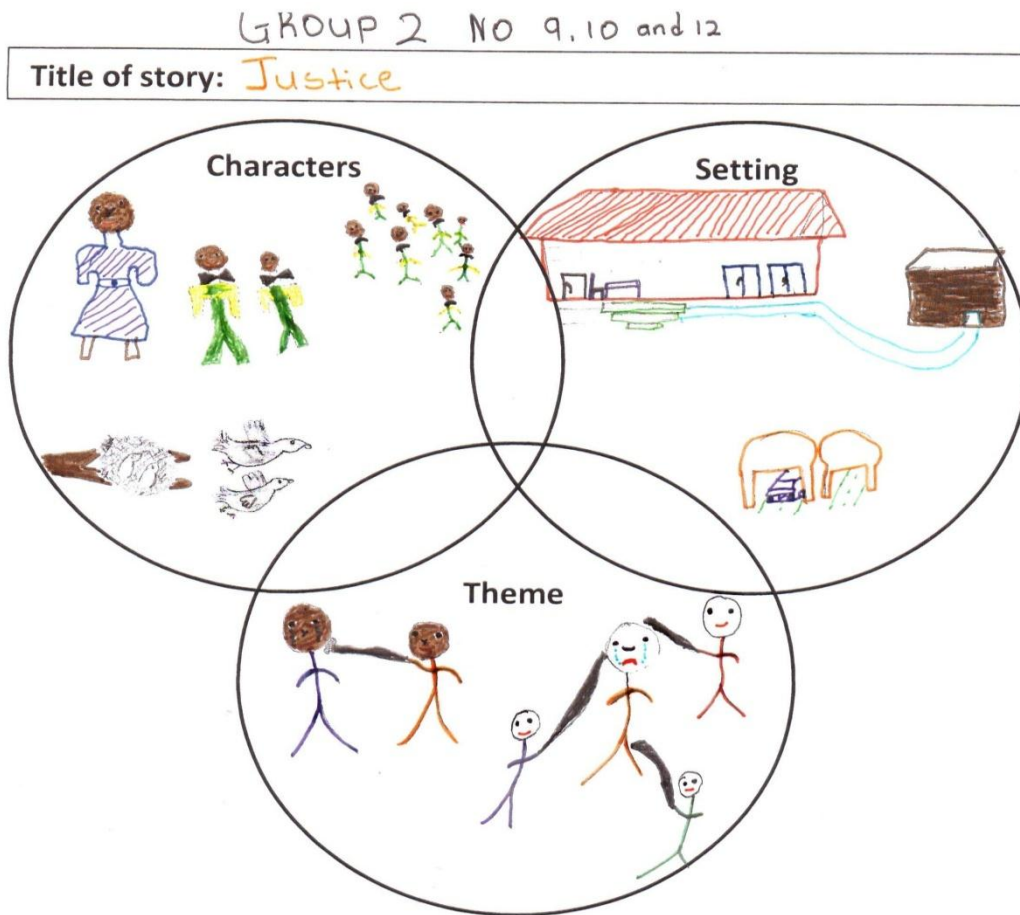 GROUP 2 NO 9, 10 and 12
Title of story: Justice
Characters
Setting
Theme